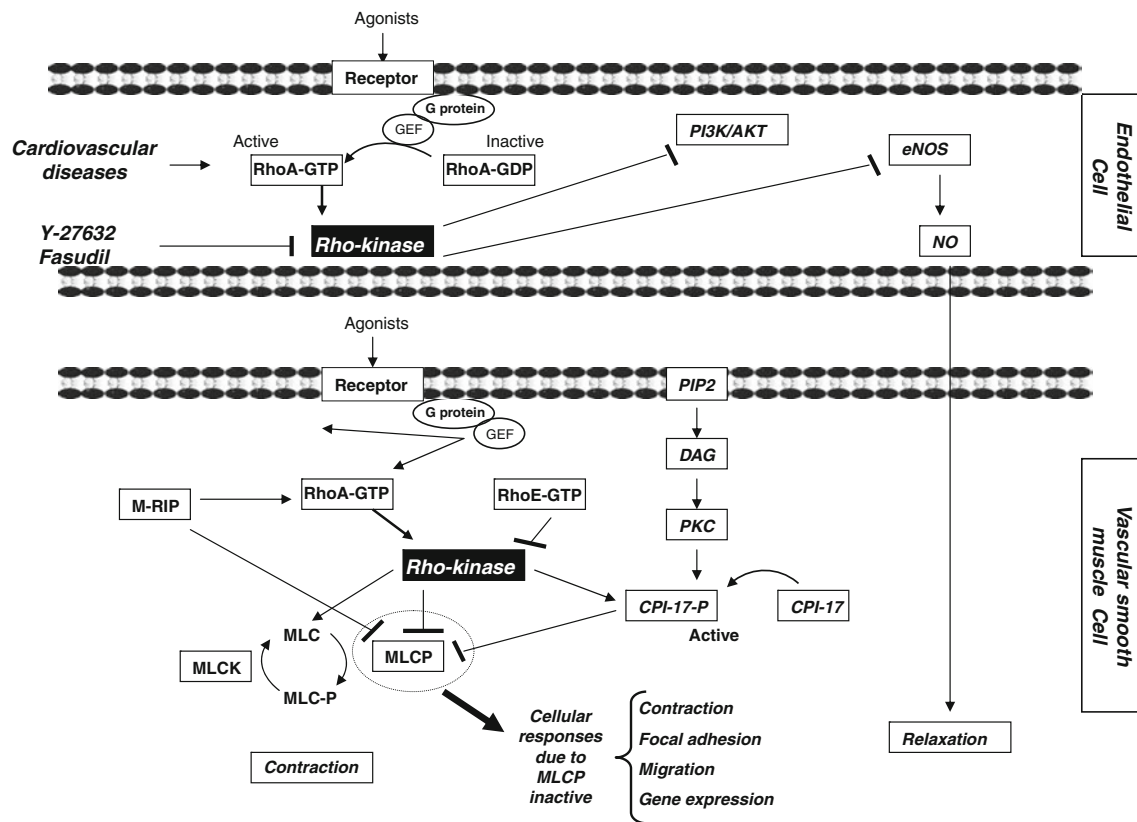 Agonists
Receptor
G protein
GEF
Active
Inactive
RhoA-GTP
RhoA-GDP
Cardiovascular
diseases
PI3K/AKT
eNOS
NO
Y-27632
Fasudil
Rho-kinase
Endothelial
Cell
Agonists
Receptor
G protein
GEF
PIP2
DAG
PKC
M-RIP
RhoA-GTP
RhoE-GTP
Rho-kinase
CPI-17-P
Active
CPI-17
MLC
MLCK
MLC-P
MLCP
Contraction
Cellular
responses
due to
MLCP
inactive
Contraction
Focal adhesion
Migration
Gene expression
Relaxation
Vascular smooth
muscle Cell